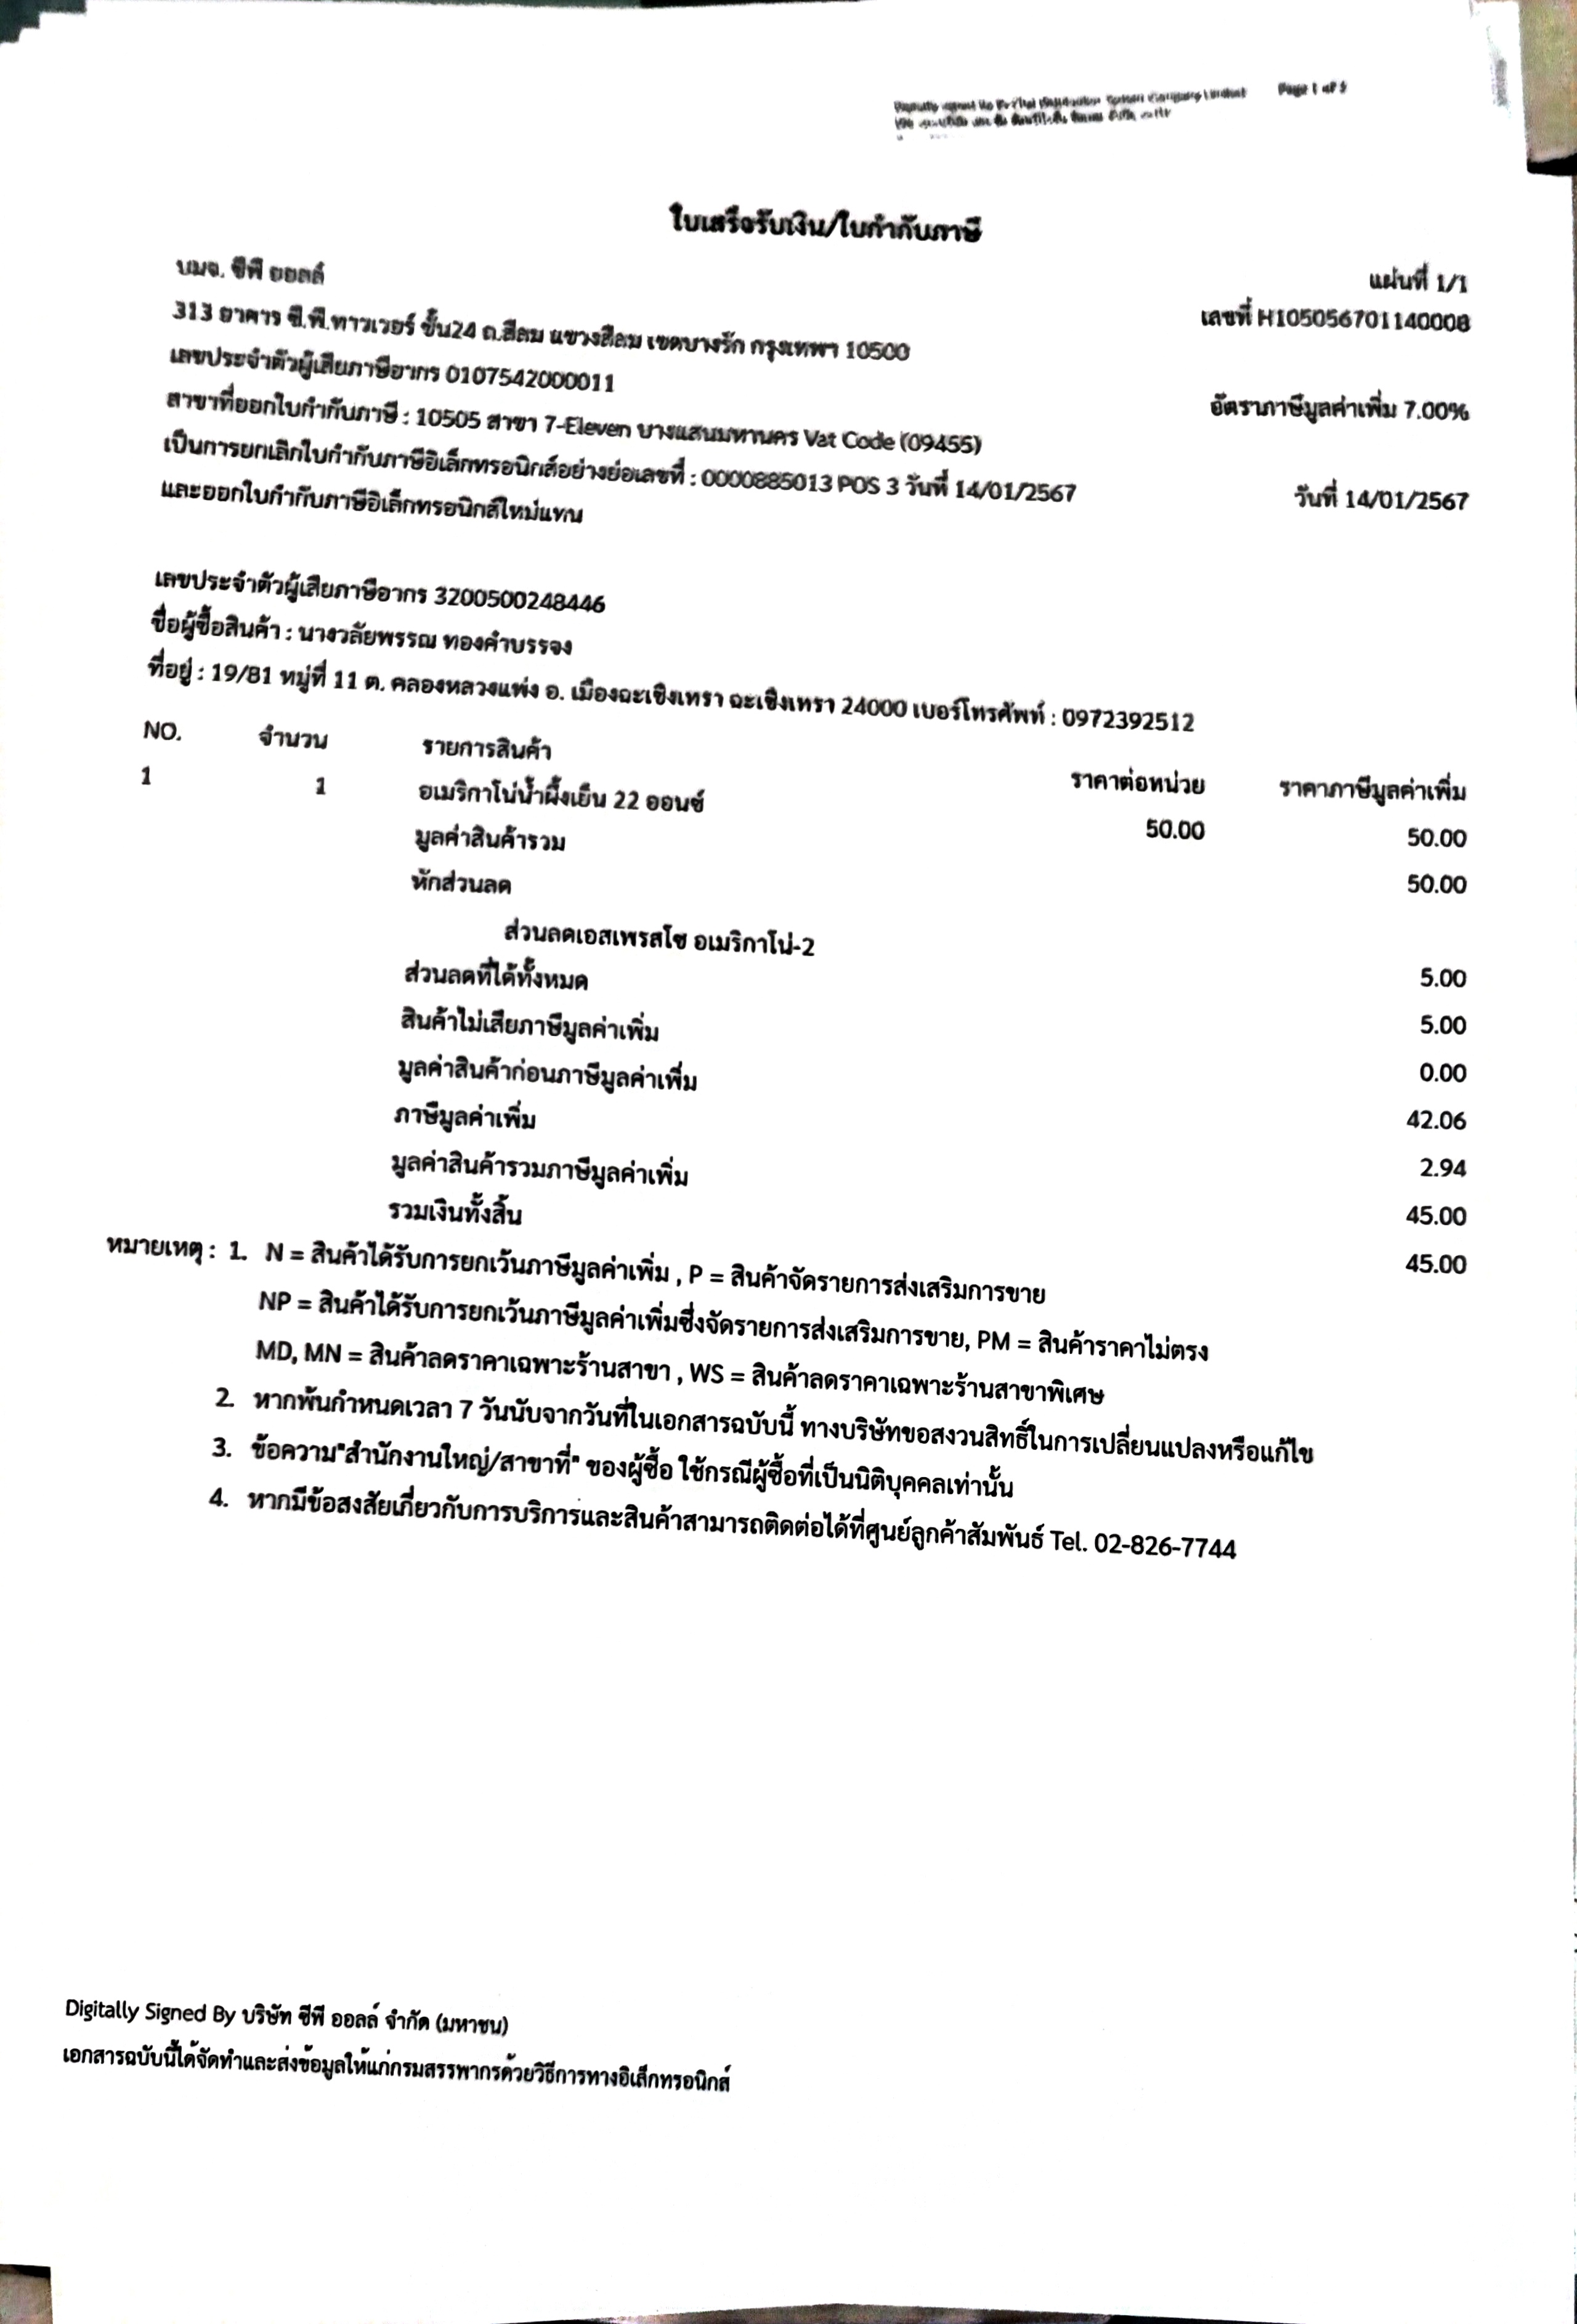 Page 1 of 5
ใบเสร็จรับเงิน/ใบกำกับภาษี
บมจ. ซีพี ออลล์
แผ่นที่ 1/1
313 อาคาร ซี.พี.ทาวเวอร์ ชั้น24 ถ.สีลม แขวงสีลม เขตบางรัก กรุงเทพฯ 10500
เลขที่ H105056701140008
เลขประจำตัวผู้เสียภาษีอากร 0107542000011
สาขาที่ออกใบกำกับภาษี : 10505 สาขา 7-Eleven บางแสนมหานคร Vat Code (09455)
อัตราภาษีมูลค่าเพิ่ม 7.00%
เป็นการยกเลิกใบกำกับภาษีอิเล็กทรอนิกส์อย่างย่อเลขที่ : 0000885013 POS 3 วันที่ 14/01/2567
และออกใบกำกับภาษีอิเล็กทรอนิกส์ใหม่แทน
วันที่ 14/01/2567
เลขประจำตัวผู้เสียภาษีอากร 3200500248446
ชื่อผู้ซื้อสินค้า : นางวลัยพรรณ ทองคำบรรจง
ที่อยู่ : 19/81 หมู่ที่ 11 ต. คลองหลวงแพ่ง อ. เมืองฉะเชิงเทรา ฉะเชิงเทรา 24000 เบอร์โทรศัพท์ : 0972392512
NO. จำนวน รายการสินค้า ราคาต่อหน่วย ราคาภาษีมูลค่าเพิ่ม
1 1 อเมริกาโน่น้ำผึ้งเย็น 22 ออนซ์ 50.00 50.00
มูลค่าสินค้ารวม 50.00
หักส่วนลด
ส่วนลดเอสเพรสโซ อเมริกาโน่-2 5.00
ส่วนลดที่ได้ทั้งหมด 5.00
สินค้าไม่เสียภาษีมูลค่าเพิ่ม 0.00
มูลค่าสินค้าก่อนภาษีมูลค่าเพิ่ม 42.06
ภาษีมูลค่าเพิ่ม 2.94
มูลค่าสินค้ารวมภาษีมูลค่าเพิ่ม 45.00
รวมเงินทั้งสิ้น 45.00
หมายเหตุ : 1. N = สินค้าได้รับการยกเว้นภาษีมูลค่าเพิ่ม , P = สินค้าจัดรายการส่งเสริมการขาย
NP = สินค้าได้รับการยกเว้นภาษีมูลค่าเพิ่มซึ่งจัดรายการส่งเสริมการขาย, PM = สินค้าราคาไม่ตรง
MD, MN = สินค้าลดราคาเฉพาะร้านสาขา , WS = สินค้าลดราคาเฉพาะร้านสาขาพิเศษ
2. หากพ้นกำหนดเวลา 7 วันนับจากวันที่ในเอกสารฉบับนี้ ทางบริษัทขอสงวนสิทธิ์ในการเปลี่ยนแปลงหรือแก้ไข
3. ข้อความ"สำนักงานใหญ่/สาขาที่" ของผู้ซื้อ ใช้กรณีผู้ซื้อที่เป็นนิติบุคคลเท่านั้น
4. หากมีข้อสงสัยเกี่ยวกับการบริการและสินค้าสามารถติดต่อได้ที่ศูนย์ลูกค้าสัมพันธ์ Tel. 02-826-7744
Digitally Signed By บริษัท ซีพี ออลล์ จำกัด (มหาชน)
เอกสารฉบับนี้ได้จัดทำและส่งข้อมูลให้แก่กรมสรรพากรด้วยวิธีการทางอิเล็กทรอนิกส์